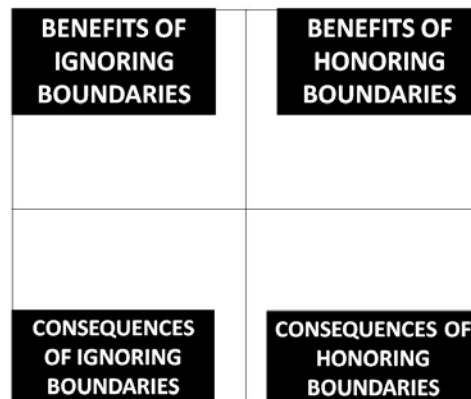 BENEFITS OF
IGNORING
BOUNDARIES
BENEFITS OF
HONORING
BOUNDARIES
CONSEQUENCES
OF IGNORING
BOUNDARIES
CONSEQUENCES OF
HONORING
BOUNDARIES